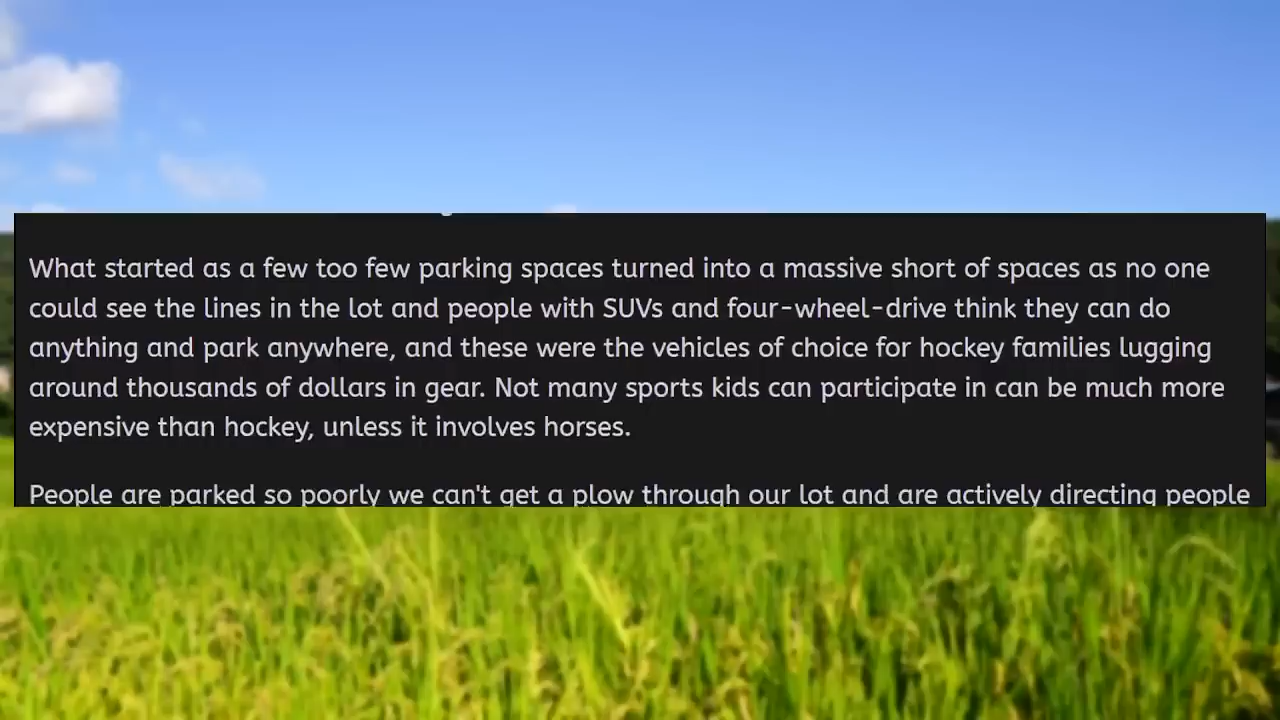 What started as a few too few parking spaces turned into a massive short of spaces as no one
could see the lines in the lot and people with SUVs and four-wheel-drive think they can do
anything and park anywhere, and these were the vehicles of choice for hockey families lugging
around thousands of dollars in gear. Not many sports kids can participate in can be much more
expensive than hockey, unless it involves horses.
People are parked so poorly we can't get a plow through our lot and are actively directing people